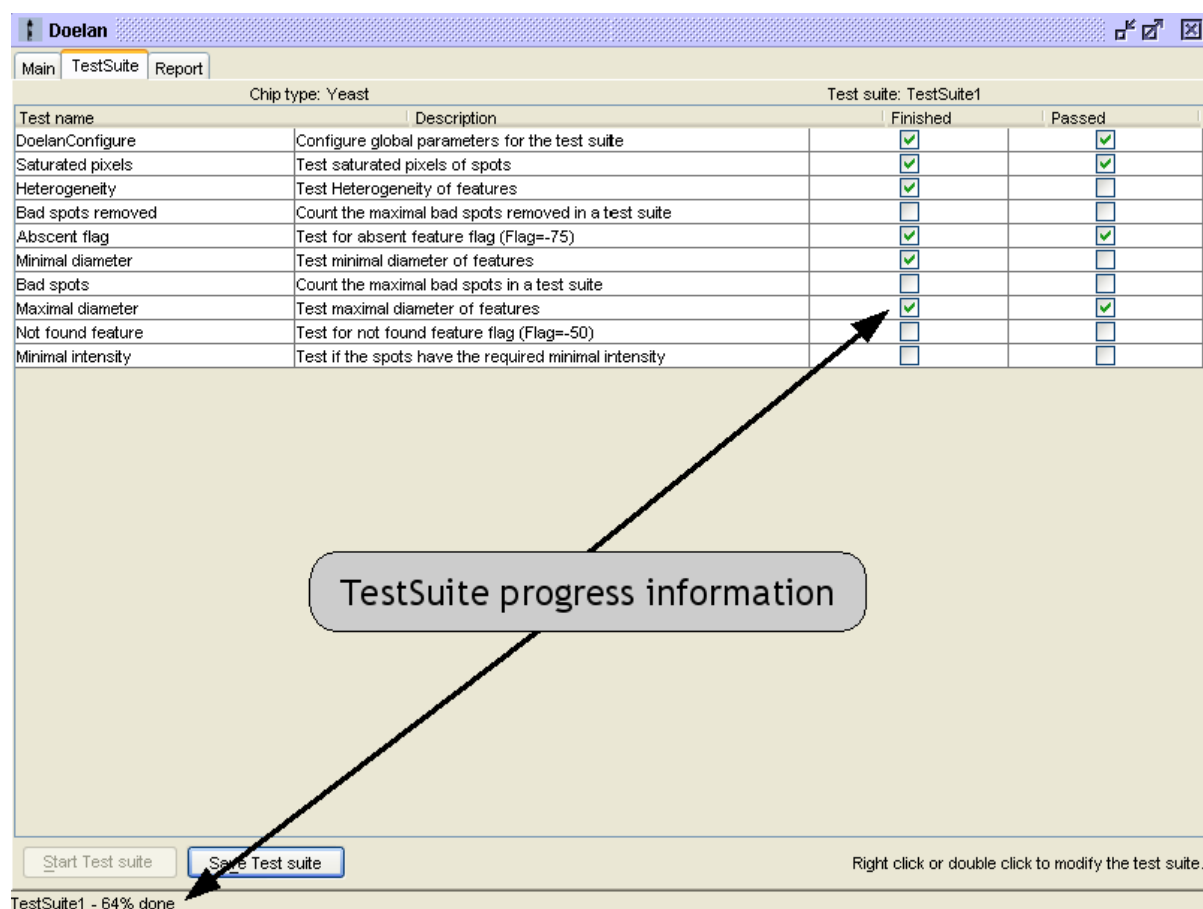 Doelan
Main TestSuite Report
Chip type: Yeast Test suite: TestSuite1
Test name Description Finished Passed
DoelanConfigure Configure global parameters for the test suite
Saturated pixels Test saturated pixels of spots
Heterogeneity Test Heterogeneity of features
Bad spots removed Count the maximal bad spots removed in a test suite
Abscent flag Test for absent feature flag (Flag=-75)
Minimal diameter Test minimal diameter of features
Bad spots Count the maximal bad spots in a test suite
Maximal diameter Test maximal diameter of features
Not found feature Test for not found feature flag (Flag=-50)
Minimal intensity Test if the spots have the required minimal intensity
TestSuite progress information
Start Test suite Save Test suite Right click or double click to modify the test suite.
TestSuite1 - 64% done